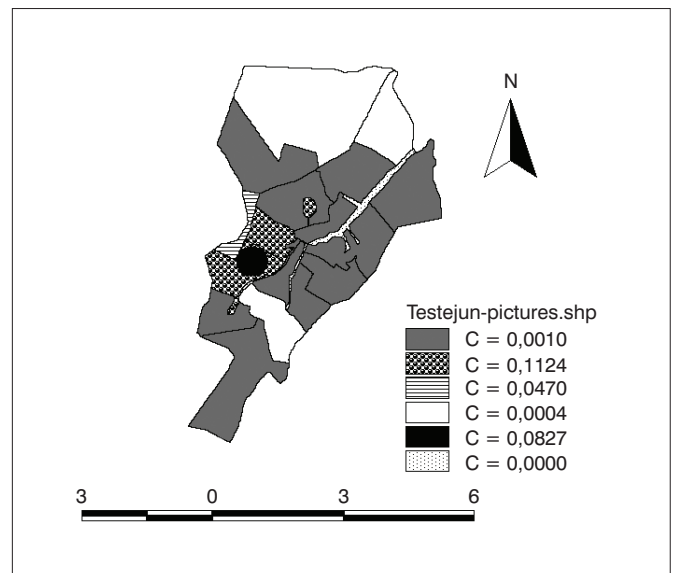 N
Testejun-pictures.shp
C = 0,0010
C = 0,1124
C = 0,0470
C = 0,0004
C = 0,0827
C = 0,0000
3 0 3 6